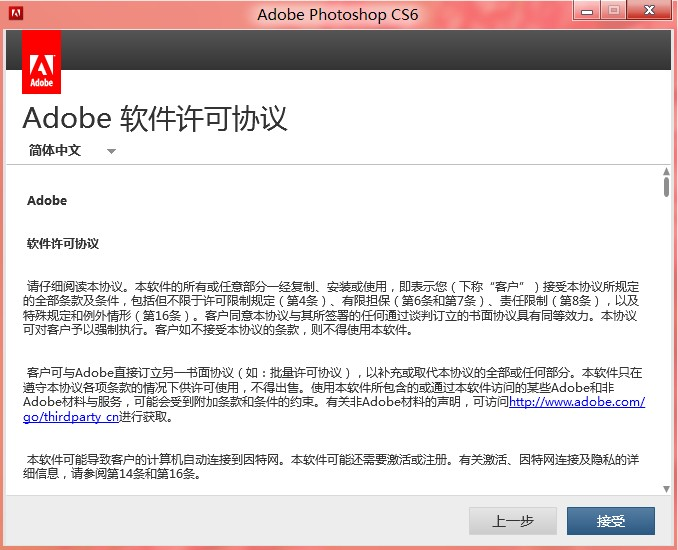 Adobe Photoshop CS6
Adobe
Adobe 软件许可协议
简体中文
Adobe
软件许可协议
请仔细阅读本协议。本软件的所有或任意部分一经复制、安装或使用，即表示您（下称“客户”）接受本协议所规定
的全部条款及条件，包括但不限于许可限制规定（第4条）、有限担保（第6条和第7条）、责任限制（第8条），以及
特殊规定和例外情形（第16条）。客户同意本协议与其所签署的任何通过谈判订立的书面协议具有同等效力。本协议
可对客户予以强制执行。客户如不接受本协议的条款，则不得使用本软件。
客户可与Adobe直接订立另一书面协议（如：批量许可协议），以补充或取代本协议的全部或任何部分。本软件只在
遵守本协议各项条款的情况下供许可使用，不得出售。使用本软件所包含的或通过本软件访问的某些Adobe和非
Adobe材料与服务，可能会受到附加条款和条件的约束。有关非Adobe材料的声明，可访问http://www.adobe.com/
go/thirdparty_cn进行获取。
本软件可能导致客户的计算机自动连接到因特网。本软件可能还需要激活或注册。有关激活、因特网连接及隐私的详
细信息，请参阅第14条和第16条。
上一步
接受